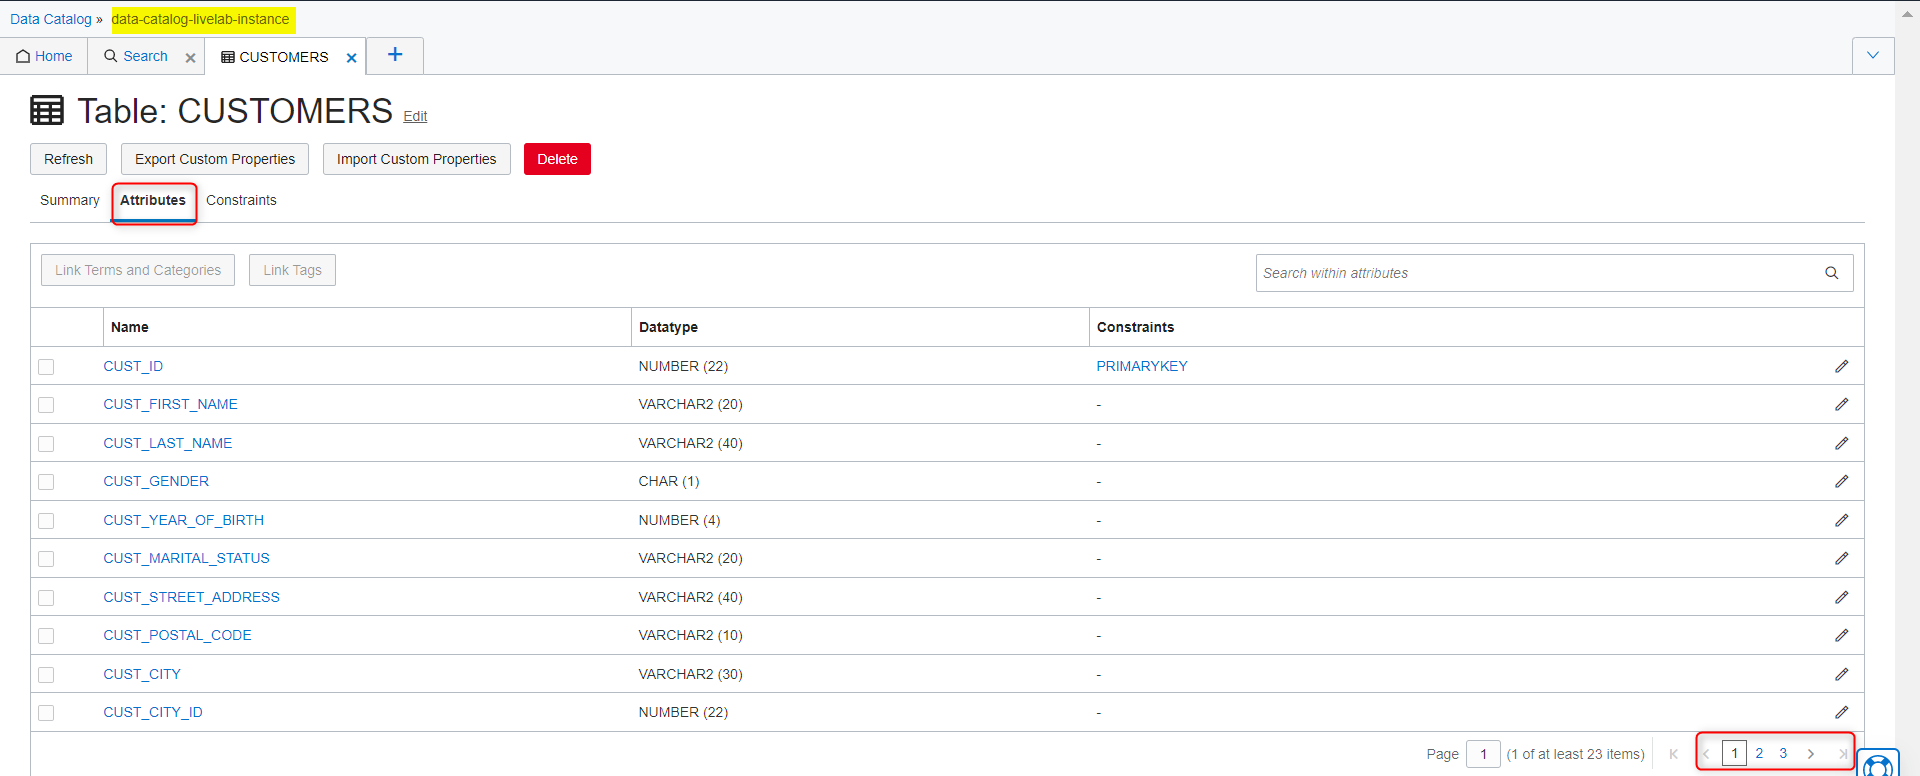 Data Catalog » data-catalog-livelab-instance
Home Search CUSTOMERS
Table: CUSTOMERS Edit
Refresh Export Custom Properties Import Custom Properties Delete
Summary Attributes Constraints
Link Terms and Categories Link Tags Search within attributes
Name Datatype Constraints
CUST_ID NUMBER (22) PRIMARYKEY
CUST_FIRST_NAME VARCHAR2 (20) -
CUST_LAST_NAME VARCHAR2 (40) -
CUST_GENDER CHAR (1) -
CUST_YEAR_OF_BIRTH NUMBER (4) -
CUST_MARITAL_STATUS VARCHAR2 (20) -
CUST_STREET_ADDRESS VARCHAR2 (40) -
CUST_POSTAL_CODE VARCHAR2 (10) -
CUST_CITY VARCHAR2 (30) -
CUST_CITY_ID NUMBER (22) -
Page 1 (1 of at least 23 items) 1 2 3